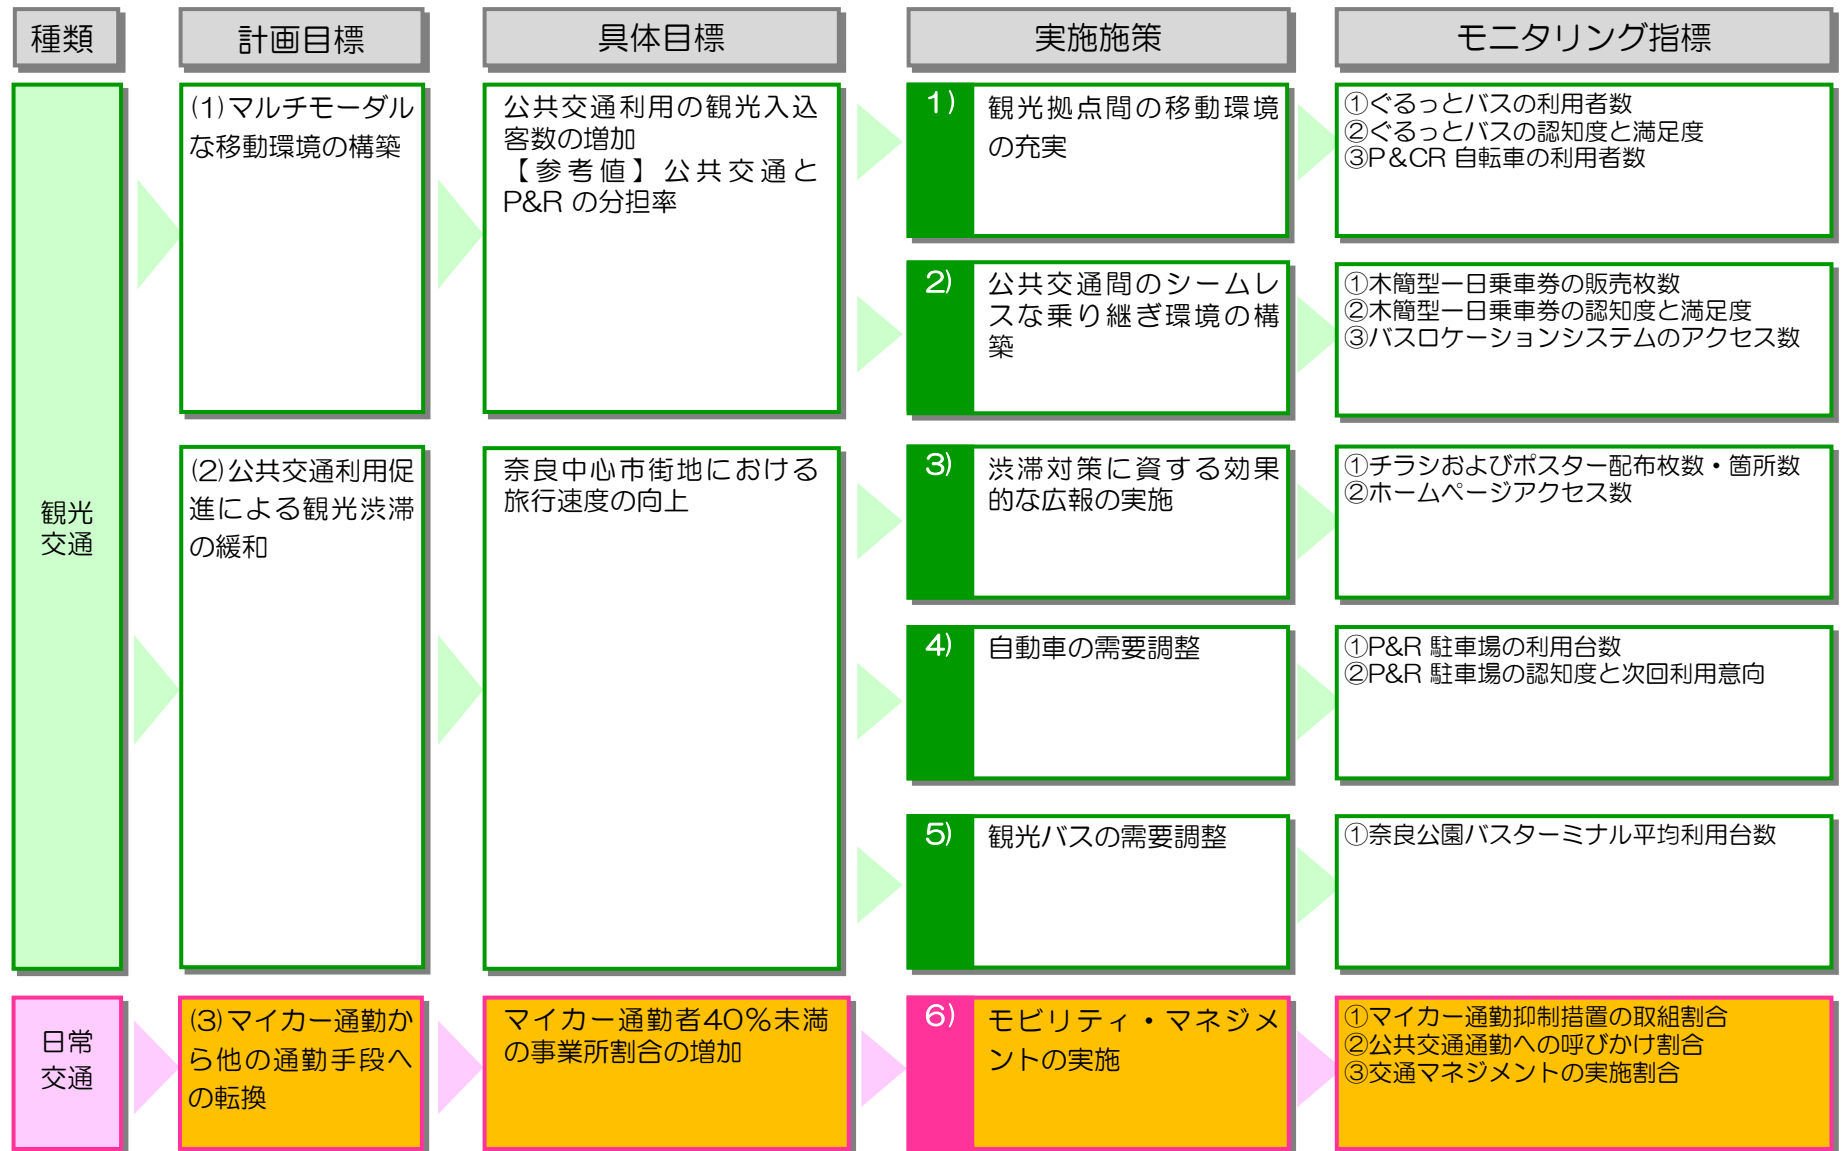 種類
計画目標
具体目標
実施施策
モニタリング指標
観光
交通
(1)マルチモーダル
な移動環境の構築
公共交通利用の観光入込
客数の増加
【参考値】公共交通と
P&R の分担率
1)
観光拠点間の移動環境
の充実
①ぐるっとバスの利用者数
②ぐるっとバスの認知度と満足度
③P&CR 自転車の利用者数
2)
公共交通間のシームレ
スな乗り継ぎ環境の構
築
①木簡型一日乗車券の販売枚数
②木簡型一日乗車券の認知度と満足度
③バスロケーションシステムのアクセス数
(2)公共交通利用促
進による観光渋滞
の緩和
奈良中心市街地における
旅行速度の向上
3)
渋滞対策に資する効果
的な広報の実施
①チラシおよびポスター配布枚数・箇所数
②ホームページアクセス数
4)
自動車の需要調整
①P&R 駐車場の利用台数
②P&R 駐車場の認知度と次回利用意向
5)
観光バスの需要調整
①奈良公園バスターミナル平均利用台数
日常
交通
(3)マイカー通勤か
ら他の通勤手段へ
の転換
マイカー通勤者40%未満
の事業所割合の増加
6)
モビリティ・マネジメ
ントの実施
①マイカー通勤抑制措置の取組割合
②公共交通通勤への呼びかけ割合
③交通マネジメントの実施割合